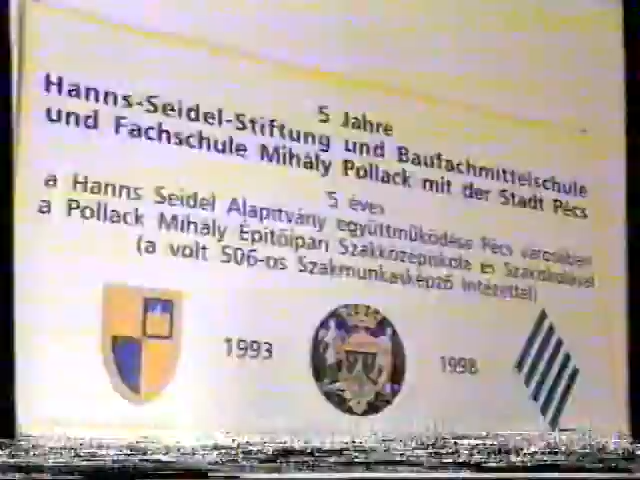 5 Jahre
Hanns-Seidel-Stiftung und Baufachmittelschule
und Fachschule Mihály Pollack mit der Stadt Pécs
5 éves
a Hanns Seidel Alapítvány együttműködése Pécs városában
a Pollack Mihály Építőipari Szakközépiskola és Szakiskolával
(a volt 506-os Szakmunkásképző Intézettel)
1993
1998